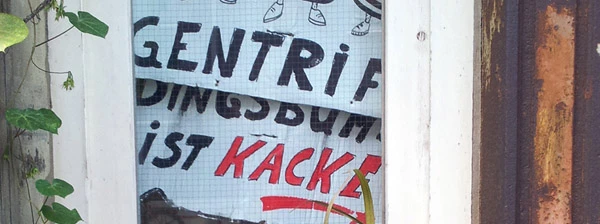 GENTRIF
DINGSBUM
iST KACKE